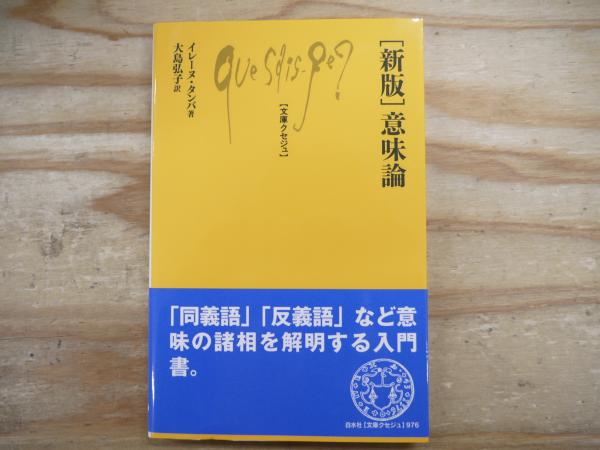 [新版]意味論
Que Sais-je?
【文庫クセジュ】
イレーヌ・タンバ著
大島弘子訳
「同義語」「反義語」など意
味の諸相を解明する入門
書。
白水社【文庫クセジュ】976